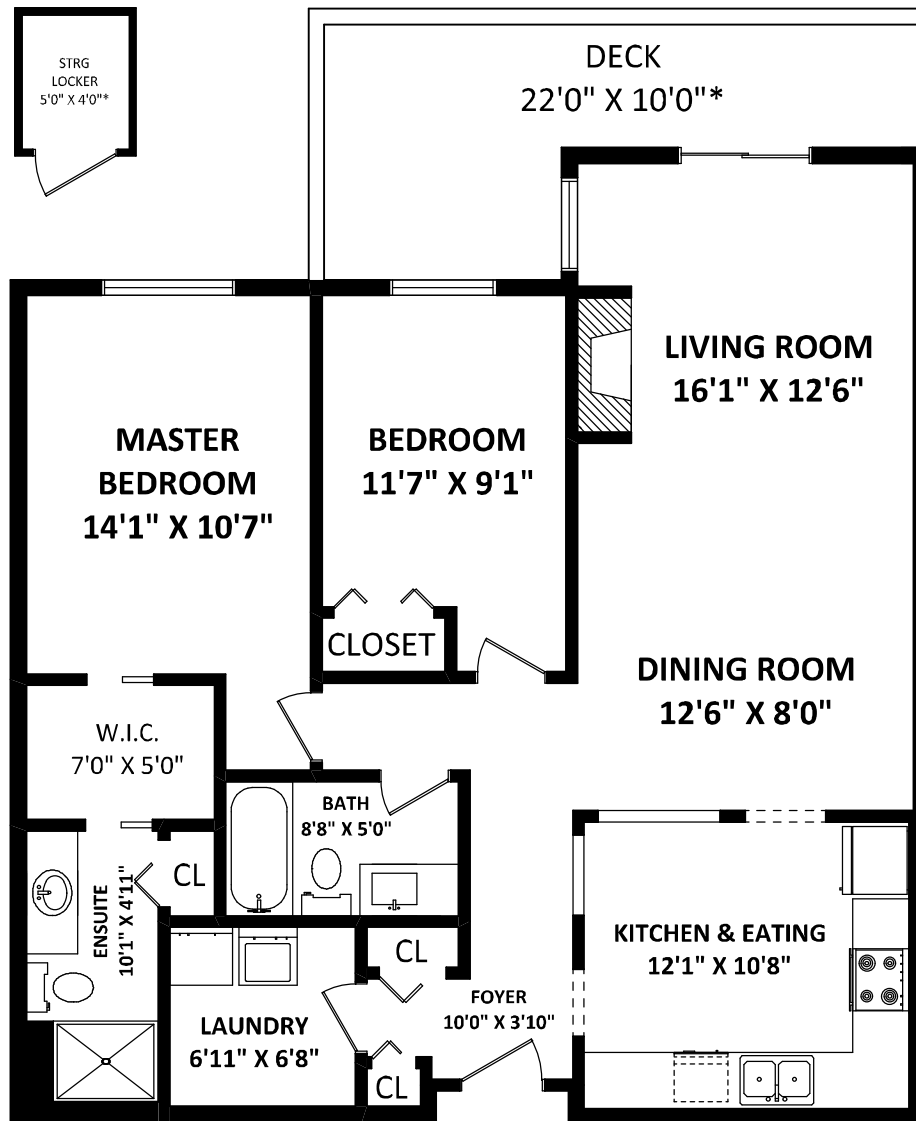 STRG
LOCKER
5'0" X 4'0"*
DECK
22'0" X 10'0"*
LIVING ROOM
16'1" X 12'6"
MASTER
BEDROOM
14'1" X 10'7"
BEDROOM
11'7" X 9'1"
CLOSET
DINING ROOM
12'6" X 8'0"
W.I.C.
7'0" X 5'0"
BATH
8'8" X 5'0"
CL
ENSUITE
10'1" X 4'11"
KITCHEN & EATING
12'1" X 10'8"
CL
FOYER
10'0" X 3'10"
LAUNDRY
6'11" X 6'8"
CL